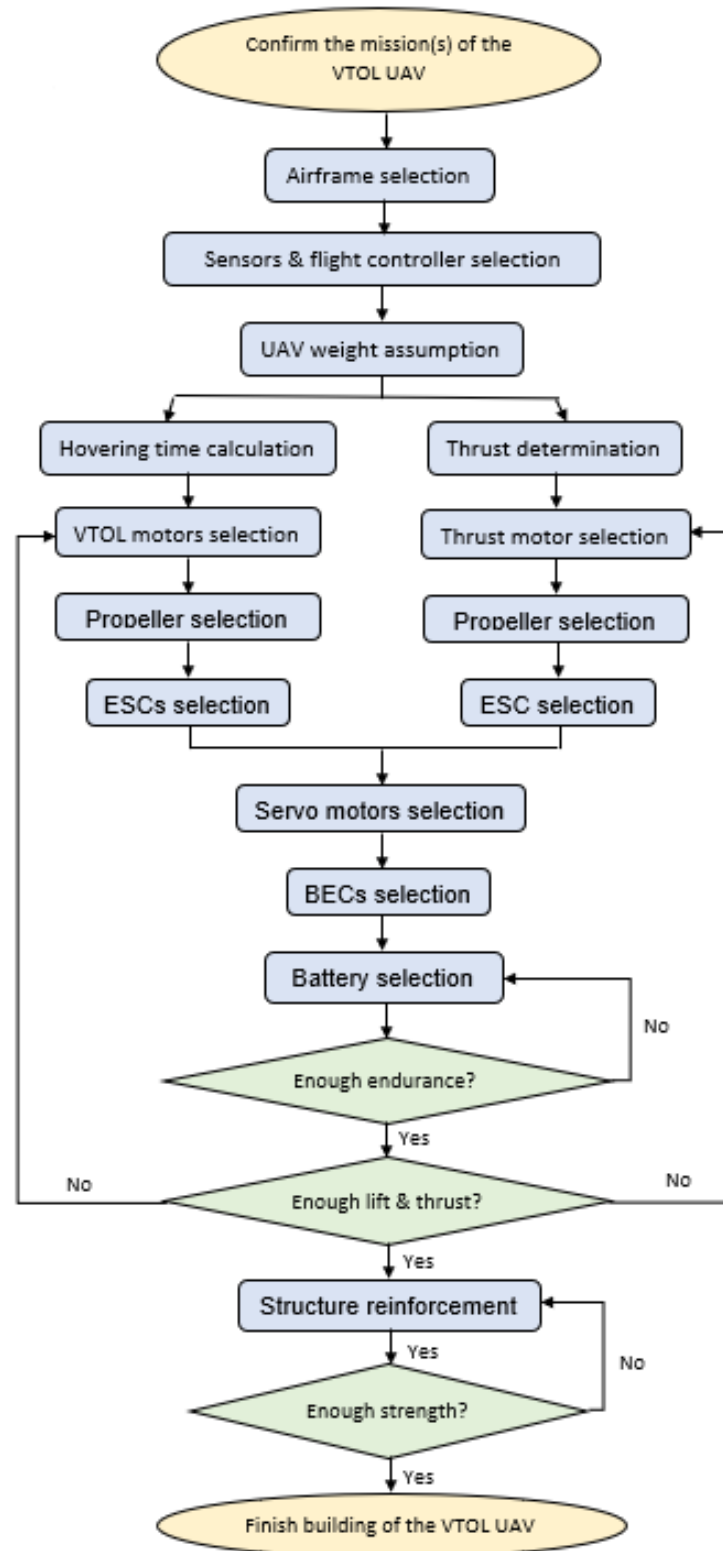 Confirm the mission(s) of the
VTOL UAV
Airframe selection
Sensors & flight controller selection
UAV weight assumption
Hovering time calculation
Thrust determination
VTOL motors selection
Thrust motor selection
Propeller selection
Propeller selection
ESCs selection
ESC selection
Servo motors selection
BECs selection
Battery selection
No
Enough endurance?
Yes
No
No
Enough lift & thrust?
Yes
Structure reinforcement
Yes
No
Enough strength?
Yes
Finish building of the VTOL UAV